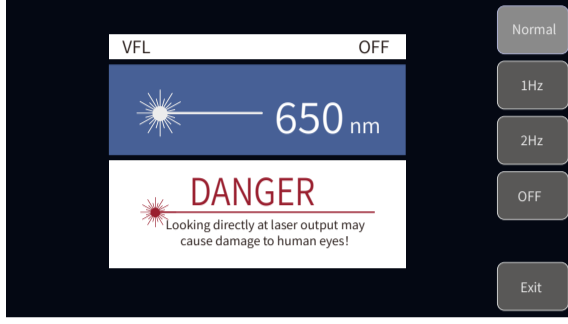 VFL OFF
650 nm
DANGER
Looking directly at laser output may
cause damage to human eyes!
Normal
1Hz
2Hz
OFF
Exit